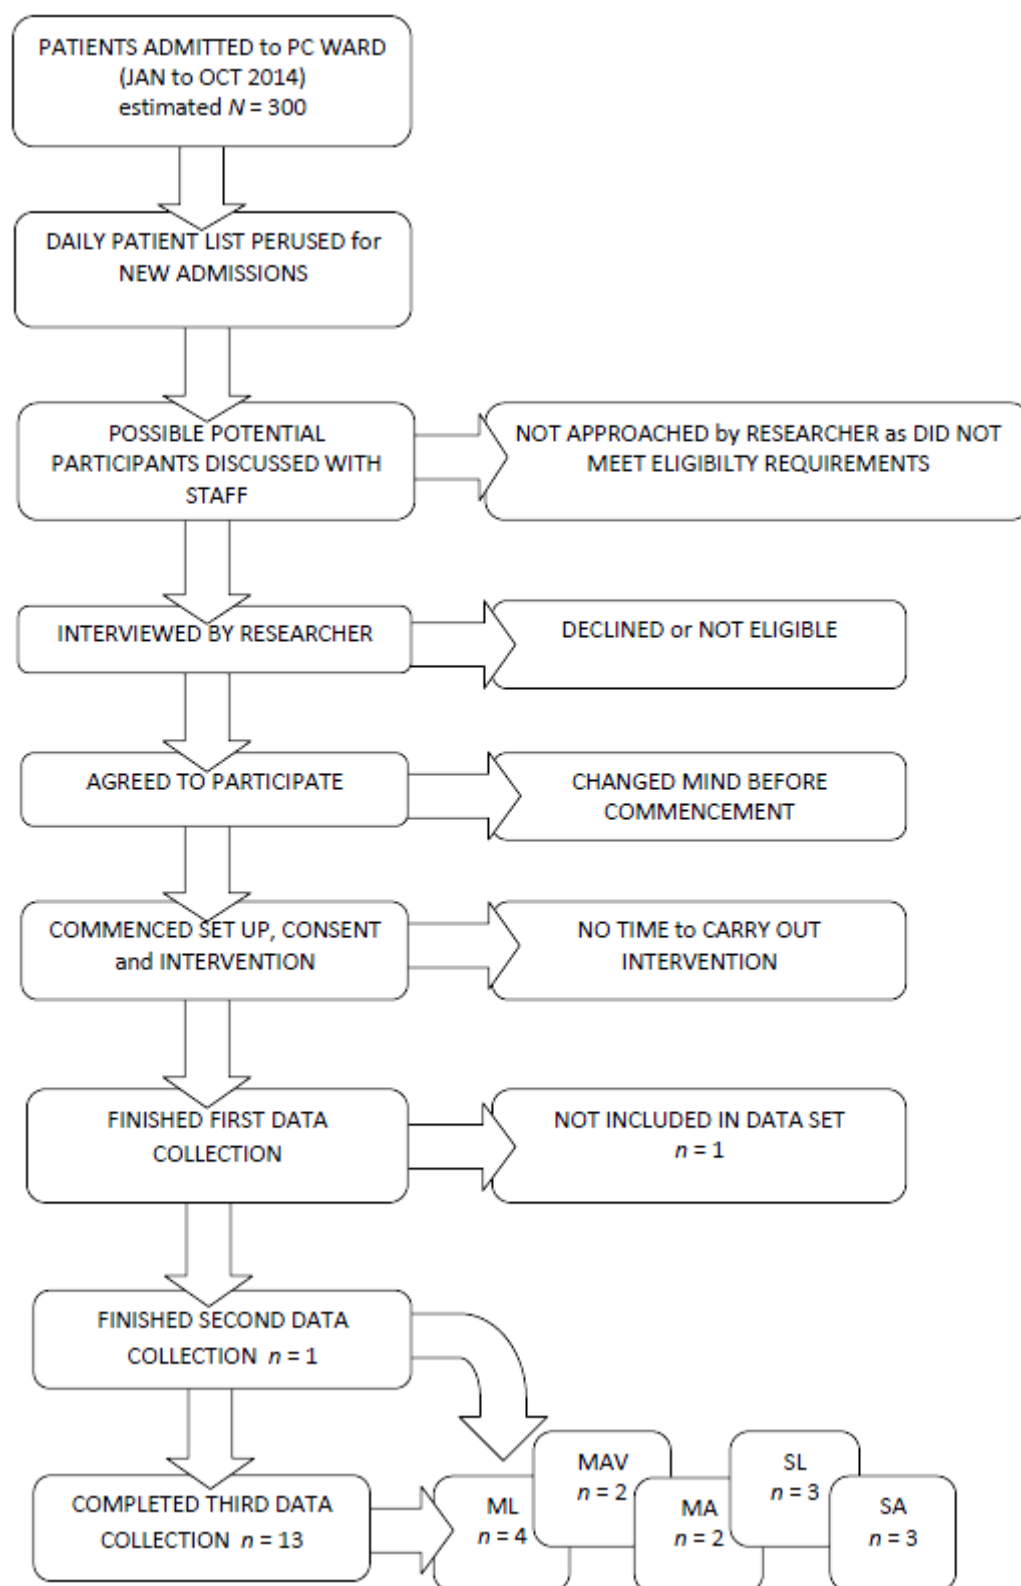 PATIENTS ADMITTED to PC WARD
(JAN to OCT 2014)
estimated N = 300
DAILY PATIENT LIST PERUSED for
NEW ADMISSIONS
POSSIBLE POTENTIAL
PARTICIPANTS DISCUSSED WITH
STAFF
NOT APPROACHED by RESEARCHER as DID NOT
MEET ELIGIBILTY REQUIREMENTS
INTERVIEWED BY RESEARCHER
DECLINED or NOT ELIGIBLE
AGREED TO PARTICIPATE
CHANGED MIND BEFORE
COMMENCEMENT
COMMENCED SET UP, CONSENT
and INTERVENTION
NO TIME to CARRY OUT
INTERVENTION
FINISHED FIRST DATA
COLLECTION
NOT INCLUDED IN DATA SET
n = 1
FINISHED SECOND DATA
COLLECTION n = 1
COMPLETED THIRD DATA
COLLECTION n = 13
ML
n = 4
MAV
n = 2
MA
n = 2
SL
n = 3
SA
n = 3